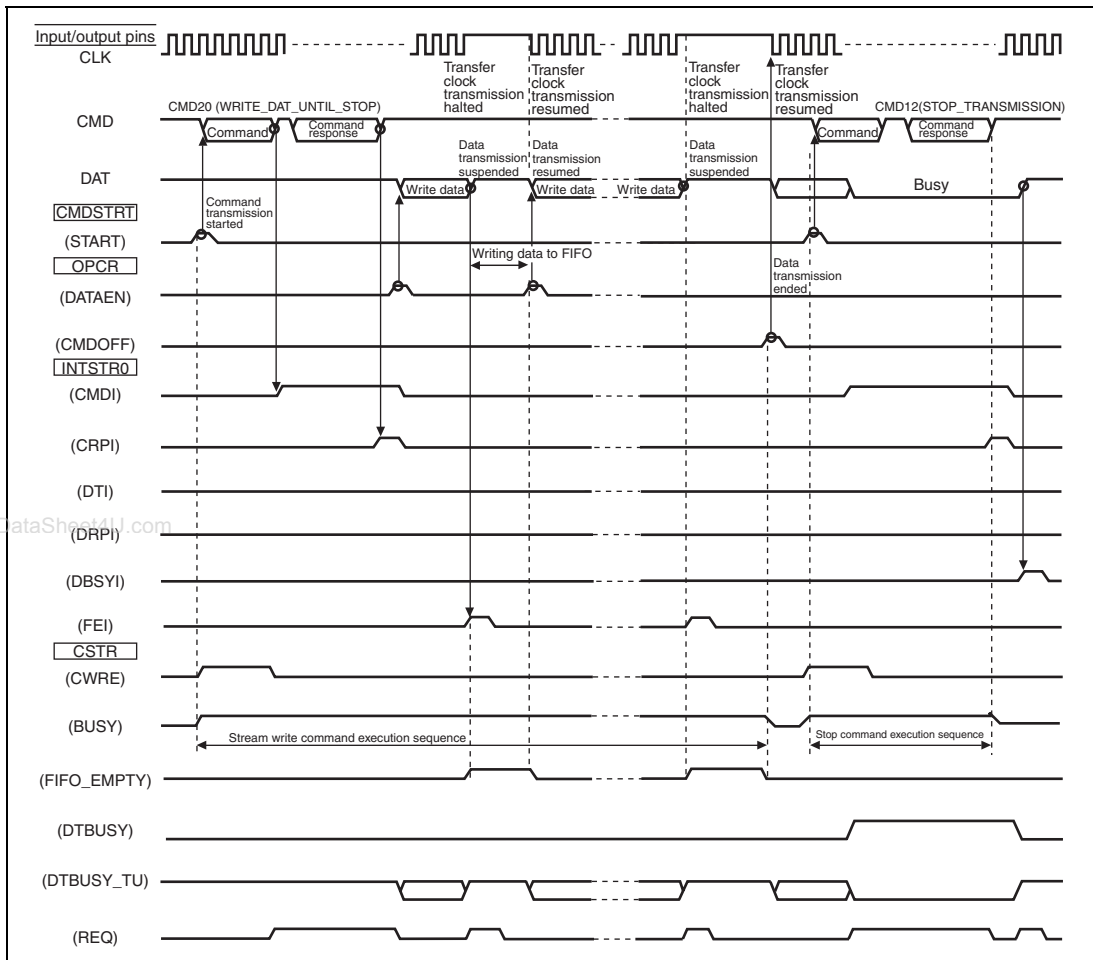 Input/output pins
CLK
Transfer
clock
transmission
halted
Transfer
clock
transmission
resumed
Transfer
clock
transmission
halted
Transfer
clock
transmission
resumed
CMD20 (WRITE_DAT_UNTIL_STOP)
CMD12(STOP_TRANSMISSION)
CMD
Command
Command
response
Command
Command
response
Data
transmission
suspended
Data
transmission
resumed
Data
transmission
suspended
DAT
Write data
Write data
Write data
Busy
CMDSTRT
Command
transmission
started
(START)
Writing data to FIFO
OPCR
Data
transmission
ended
(DATAEN)
(CMDOFF)
INTSTR0
(CMDI)
(CRPI)
(DTI)
DataSheet4U.com
(DRPI)
(DBSYI)
(FEI)
CSTR
(CWRE)
(BUSY)
Stream write command execution sequence
Stop command execution sequence
(FIFO_EMPTY)
(DTBUSY)
(DTBUSY_TU)
(REQ)